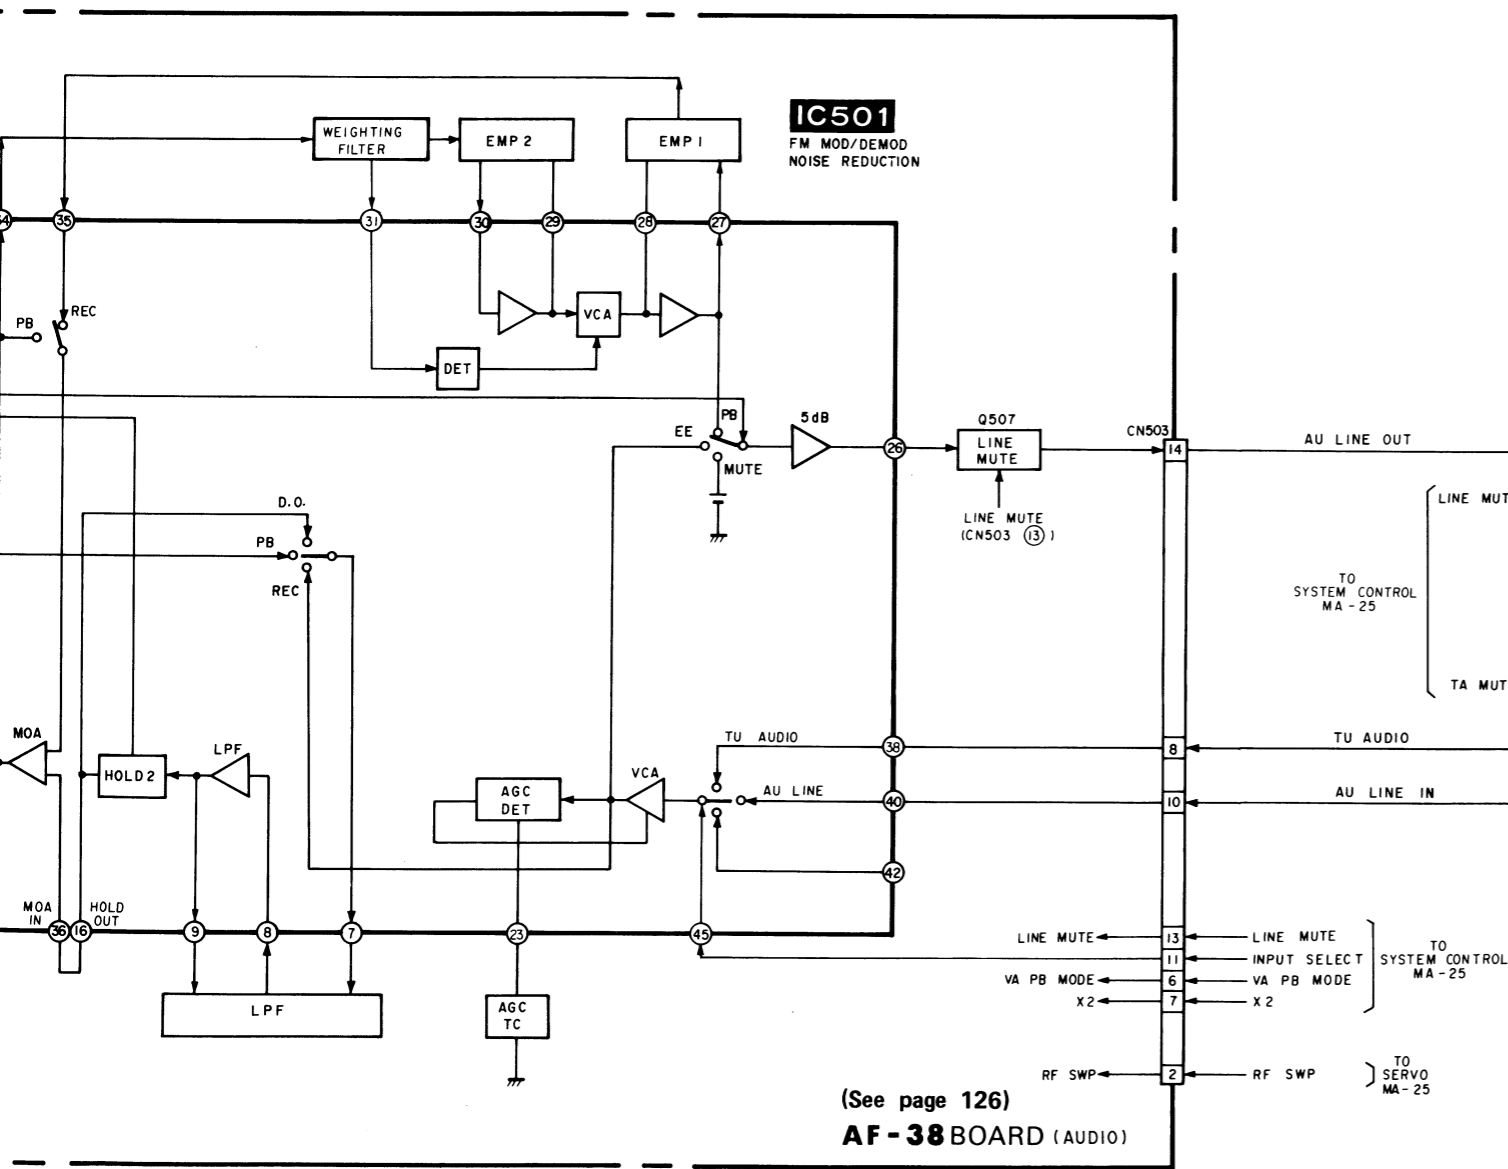 IC501
FM MOD/DEMOD
NOISE REDUCTION
WEIGHTING
FILTER
EMP 2
EMP 1
35
31
30
29
28
27
PB
REC
VCA
DET
D.O.
PB
REC
EE
PB
MUTE
5dB
26
Q507
LINE
MUTE
LINE MUTE
(CN503 13)
CN503
14
AU LINE OUT
LINE MUT
TO
SYSTEM CONTROL
MA-25
TA MUT
MOA
HOLD 2
LPF
AGC
DET
VCA
TU AUDIO
38
8
TU AUDIO
AU LINE
40
10
AU LINE IN
42
MOA
IN
36
16
HOLD
OUT
9
8
7
23
45
LPF
AGC
TC
LINE MUTE
13
LINE MUTE
11
INPUT SELECT
VA PB MODE
6
VA PB MODE
X2
7
X2
TO
SYSTEM CONTROL
MA-25
RF SWP
2
RF SWP
TO
SERVO
MA-25
(See page 126)
AF-38 BOARD (AUDIO)